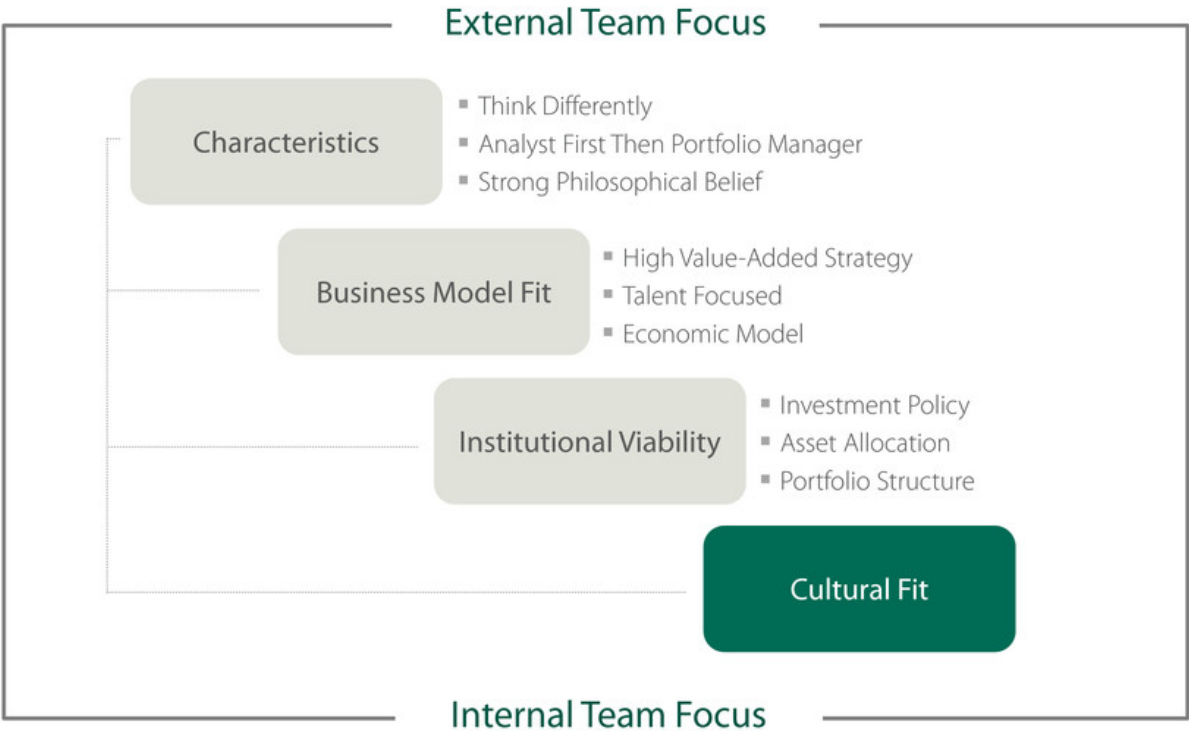 External Team Focus
Characteristics
▪ Think Differently
▪ Analyst First Then Portfolio Manager
▪ Strong Philosophical Belief
Business Model Fit
▪ High Value-Added Strategy
▪ Talent Focused
▪ Economic Model
Institutional Viability
▪ Investment Policy
▪ Asset Allocation
▪ Portfolio Structure
Cultural Fit
Internal Team Focus